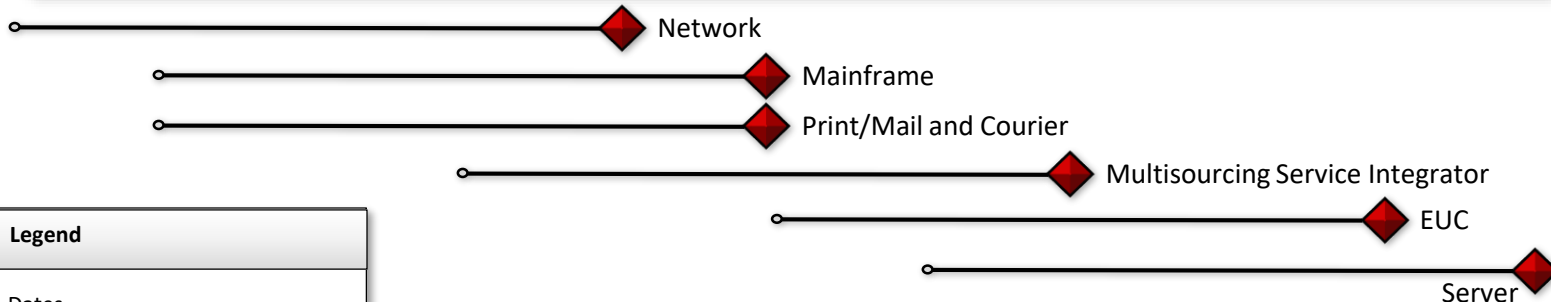 Network
Mainframe
Print/Mail and Courier
Multisourcing Service Integrator
EUC
Legend
Server
Dates